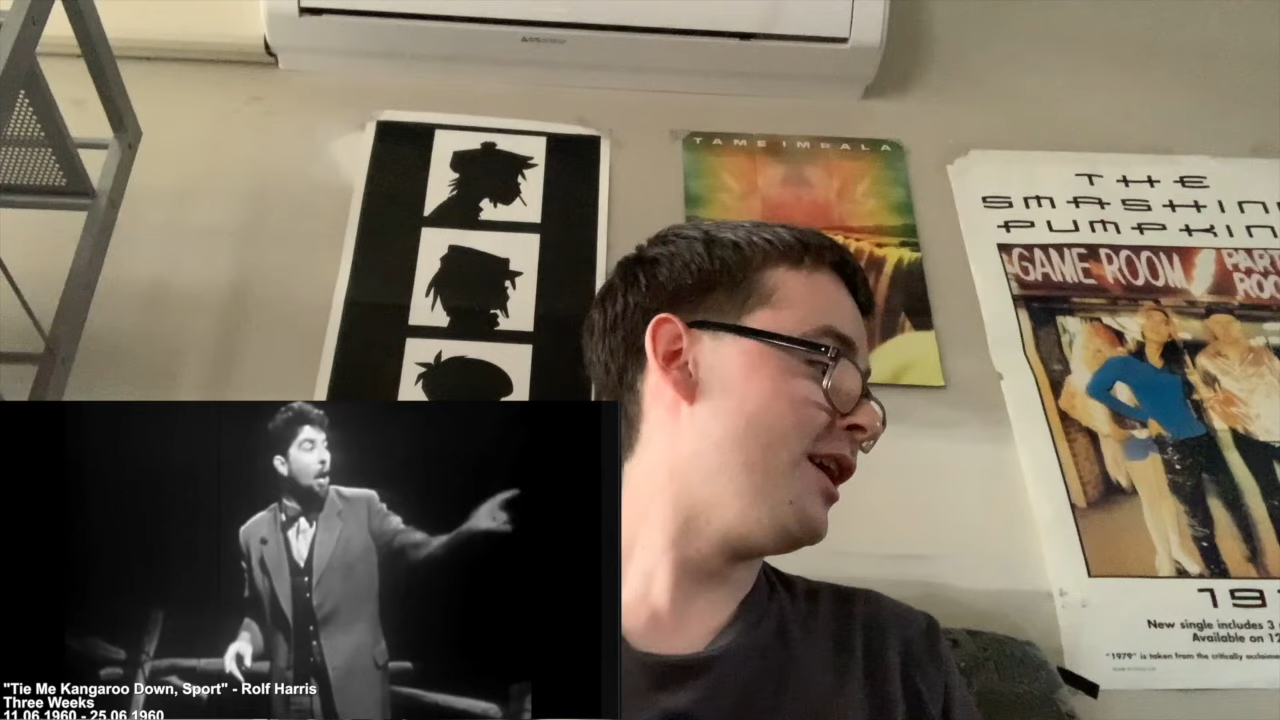 TAME IMPALA
THE
SMASHIN
PUMPKIN
GAME ROOM
PART
ROO
197
New single includes 3
Available on 12
"1979" is taken from the critically acclaime
"Tie Me Kangaroo Down, Sport" - Rolf Harris
Three Weeks
11.06.1960 - 25.06.1960